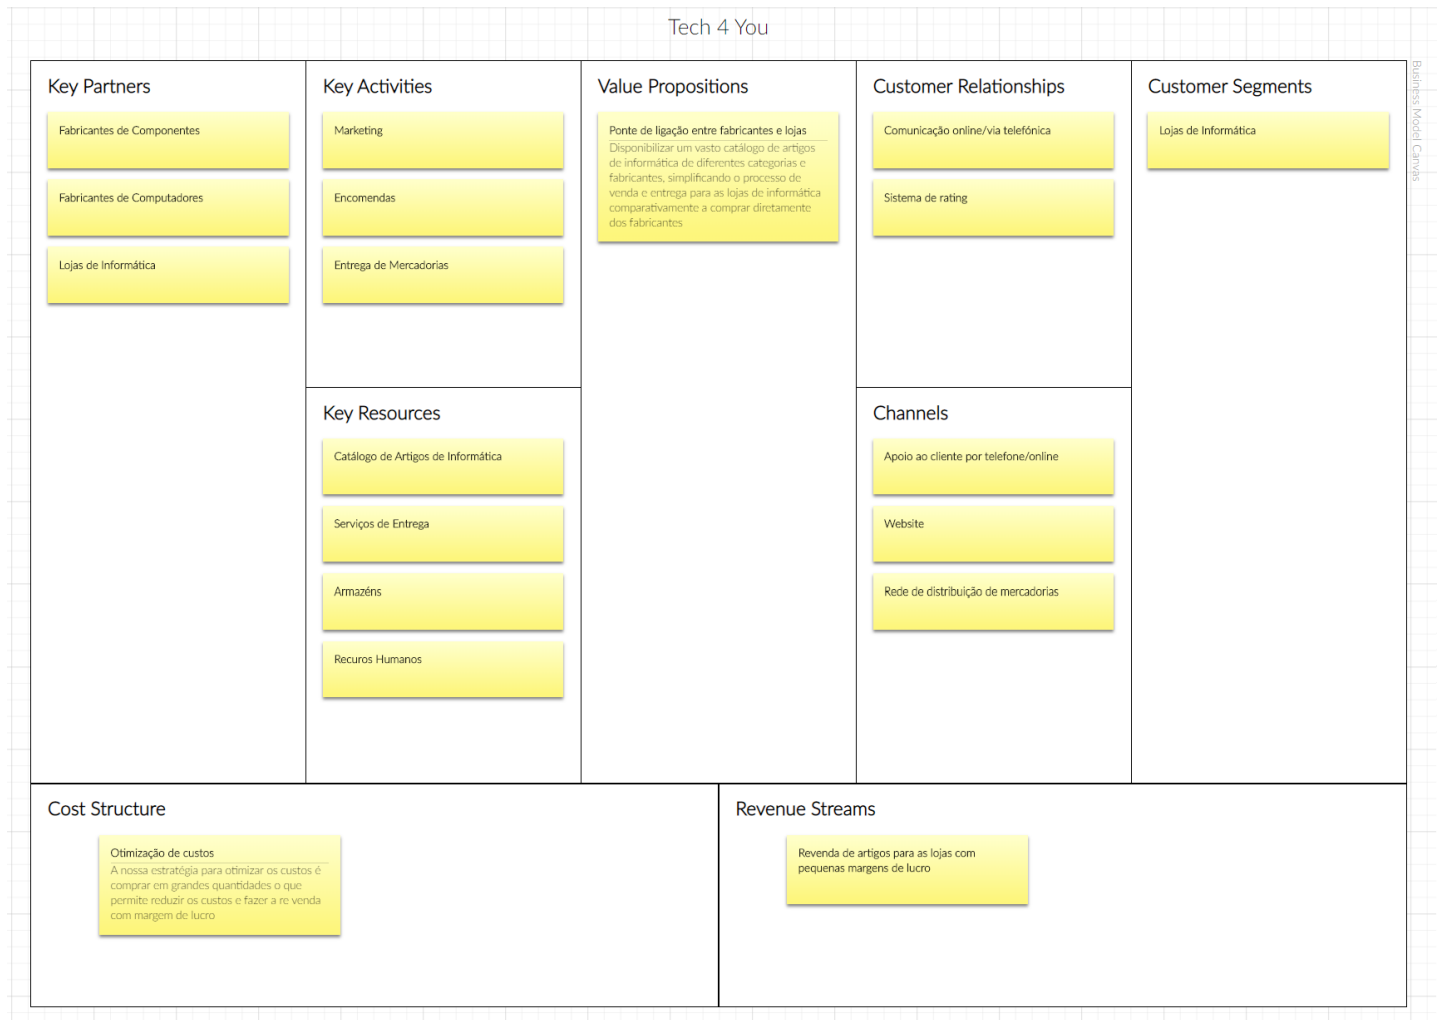 Tech 4 You
Business Model Canvas
Key Partners
Fabricantes de Componentes
Fabricantes de Computadores
Lojas de Informática
Key Activities
Marketing
Encomendas
Entrega de Mercadorias
Key Resources
Catálogo de Artigos de Informática
Serviços de Entrega
Armazéns
Recuros Humanos
Value Propositions
Ponte de ligação entre fabricantes e lojas
Disponibilizar um vasto catálogo de artigos
de informática de diferentes categorias e
fabricantes, simplificando o processo de
venda e entrega para as lojas de informática
comparativamente a comprar diretamente
dos fabricantes
Customer Relationships
Comunicação online/via telefónica
Sistema de rating
Channels
Apoio ao cliente por telefone/online
Website
Rede de distribuição de mercadorias
Customer Segments
Lojas de Informática
Cost Structure
Otimização de custos
A nossa estratégia para otimizar os custos é
comprar em grandes quantidades o que
permite reduzir os custos e fazer a re venda
com margem de lucro
Revenue Streams
Revenda de artigos para as lojas com
pequenas margens de lucro